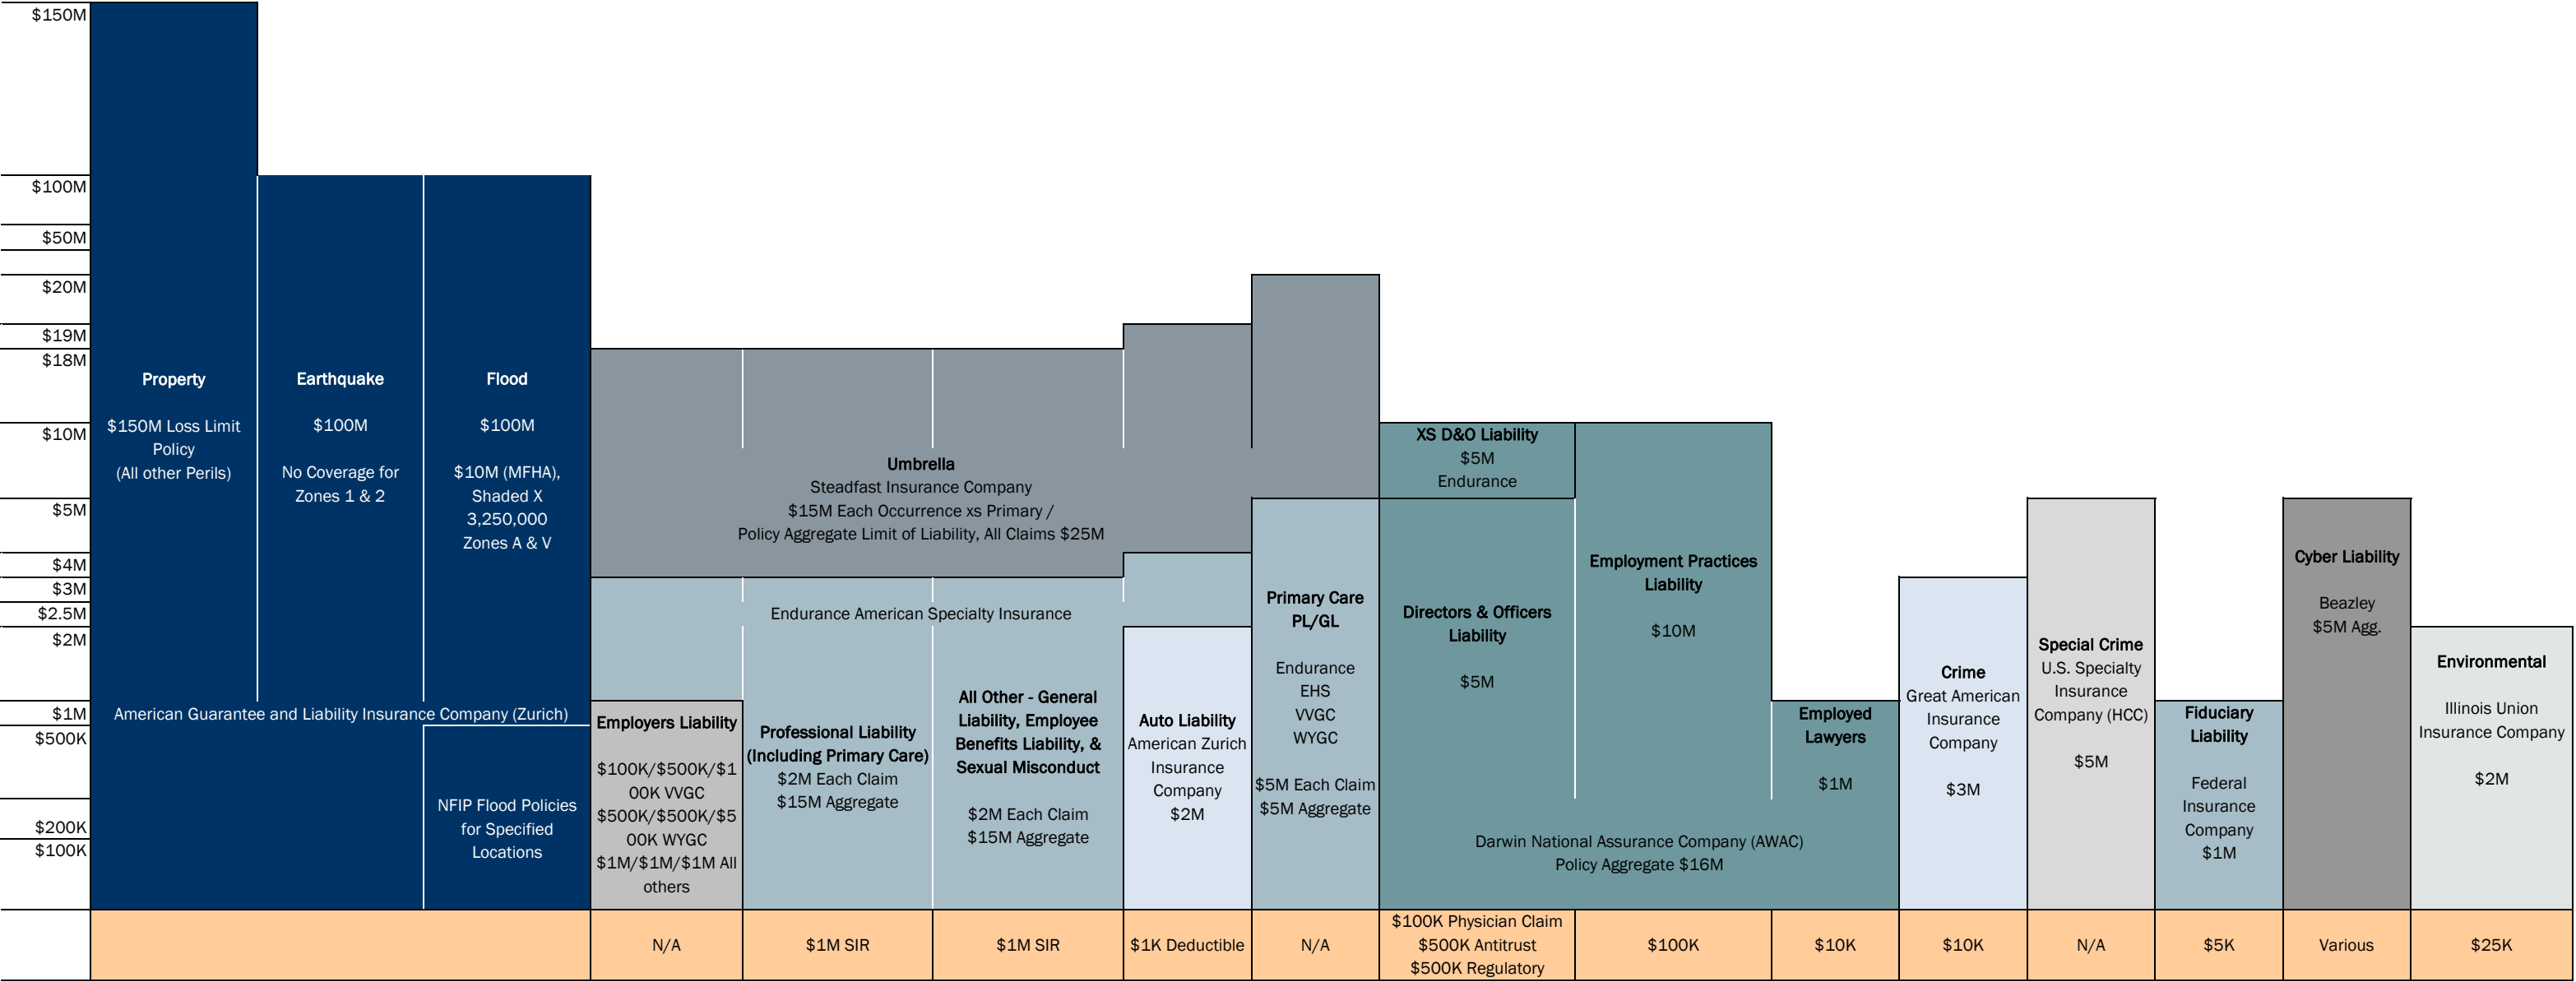 $150M
$100M
$50M
$20M
$19M
$18M
$10M
$5M
$4M
$3M
$2.5M
$2M
$1M
$500K
$200K
$100K
Property
$150M Loss Limit
Policy
(All other Perils)
Earthquake
$100M
No Coverage for
Zones 1 & 2
Flood
$100M
$10M (MFHA),
Shaded X
3,250,000
Zones A & V
American Guarantee and Liability Insurance Company (Zurich)
NFIP Flood Policies
for Specified
Locations
Umbrella
Steadfast Insurance Company
$15M Each Occurrence xs Primary /
Policy Aggregate Limit of Liability, All Claims $25M
Endurance American Specialty Insurance
Employers Liability
$100K/$500K/$1
00K VVGC
$500K/$500K/$5
00K WYGC
$1M/$1M/$1M All
others
Professional Liability
(Including Primary Care)
$2M Each Claim
$15M Aggregate
All Other - General
Liability, Employee
Benefits Liability, &
Sexual Misconduct
$2M Each Claim
$15M Aggregate
Auto Liability
American Zurich
Insurance
Company
$2M
Primary Care
PL/GL
Endurance
EHS
VVGC
WYGC
$5M Each Claim
$5M Aggregate
XS D&O Liability
$5M
Endurance
Directors & Officers
Liability
$5M
Employment Practices
Liability
$10M
Employed
Lawyers
$1M
Darwin National Assurance Company (AWAC)
Policy Aggregate $16M
Crime
Great American
Insurance
Company
$3M
Special Crime
U.S. Specialty
Insurance
Company (HCC)
$5M
Fiduciary
Liability
Federal
Insurance
Company
$1M
Cyber Liability
Beazley
$5M Agg.
Environmental
Illinois Union
Insurance Company
$2M
N/A
$1M SIR
$1M SIR
$1K Deductible
N/A
$100K Physician Claim
$500K Antitrust
$500K Regulatory
$100K
$10K
$10K
N/A
$5K
Various
$25K